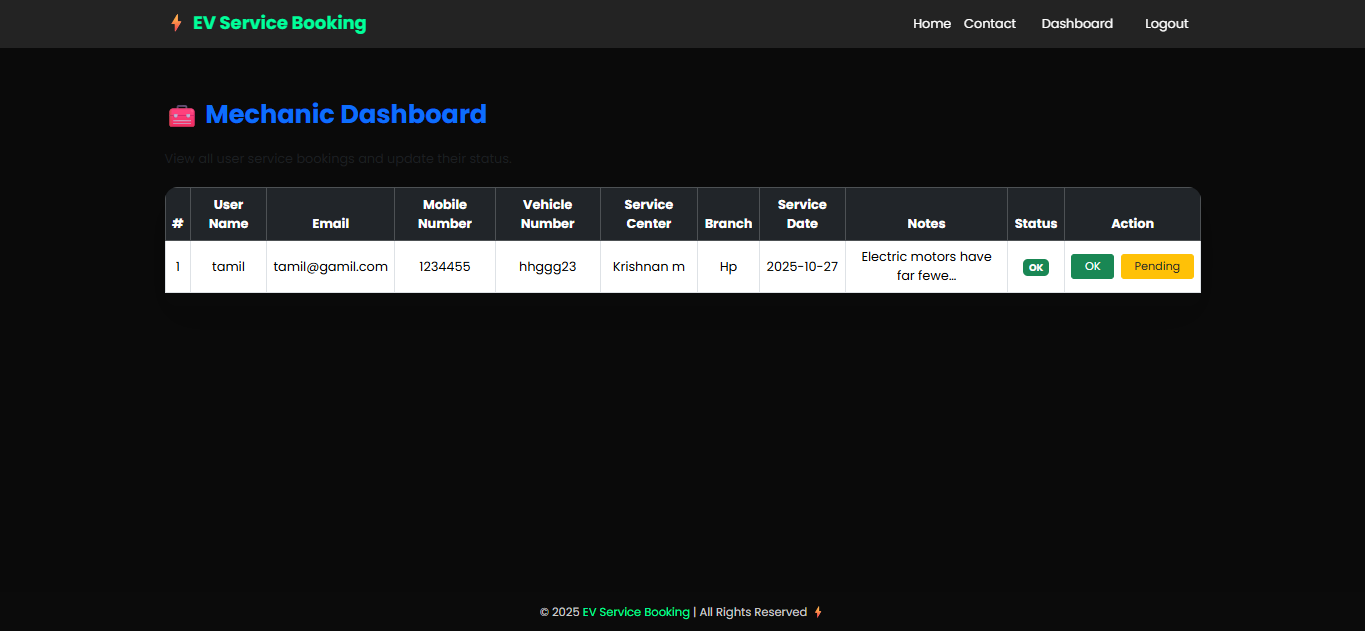 EV Service Booking
Home Contact Dashboard Logout
Mechanic Dashboard
View all user service bookings and update their status.
# User Name Email Mobile Number Vehicle Number Service Center Branch Service Date Notes Status Action
1 tamil tamil@gamil.com 1234455 hhggg23 Krishnan m Hp 2025-10-27 Electric motors have far fewe... OK OK Pending
© 2025 EV Service Booking | All Rights Reserved